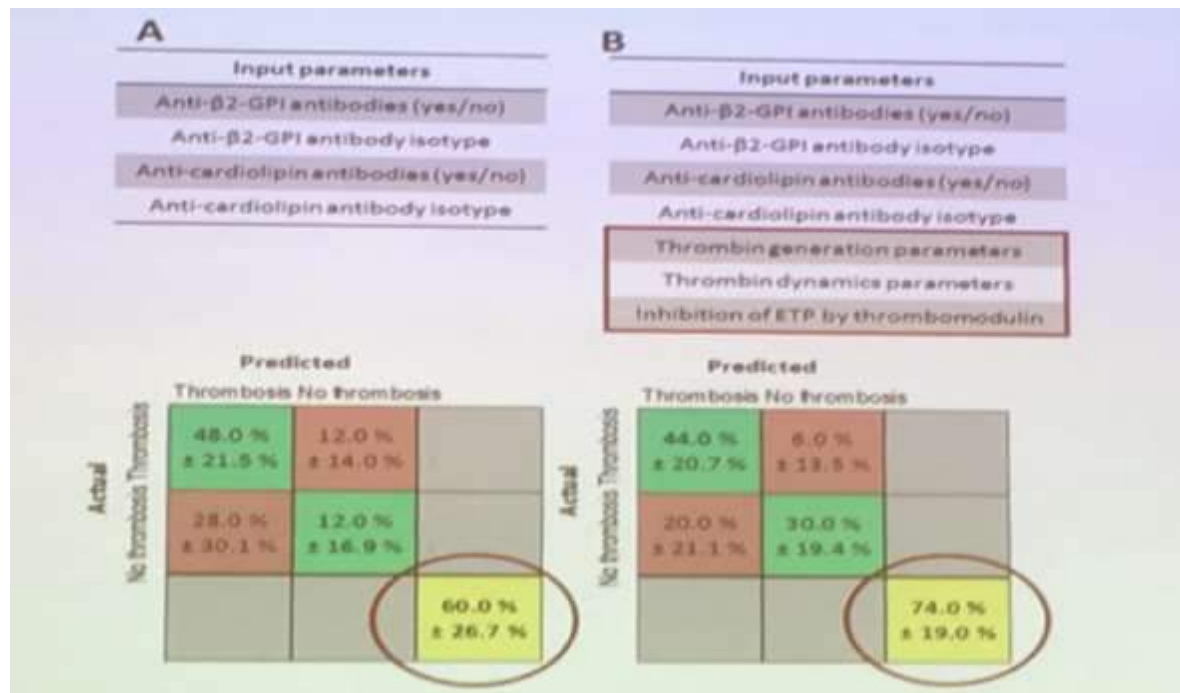 A
Input parameters
Anti-β2-GPI antibodies (yes/no)
Anti-β2-GPI antibody isotype
Anti-cardiolipin antibodies (yes/no)
Anti-cardiolipin antibody isotype
Predicted
Thrombosis No thrombosis
Actual
No thrombosis Thrombosis
48.0 % 12.0 %
± 21.5 % ± 14.0 %
28.0 % 12.0 %
± 30.1 % ± 16.9 %
60.0 %
± 26.7 %
B
Input parameters
Anti-β2-GPI antibodies (yes/no)
Anti-β2-GPI antibody isotype
Anti-cardiolipin antibodies (yes/no)
Anti-cardiolipin antibody isotype
Thrombin generation parameters
Thrombin dynamics parameters
Inhibition of ETP by thrombomodulin
Predicted
Thrombosis No thrombosis
Actual
No thrombosis Thrombosis
44.0 % 6.0 %
± 20.7 % ± 13.5 %
20.0 % 30.0 %
± 21.1 % ± 19.4 %
74.0 %
± 19.0 %